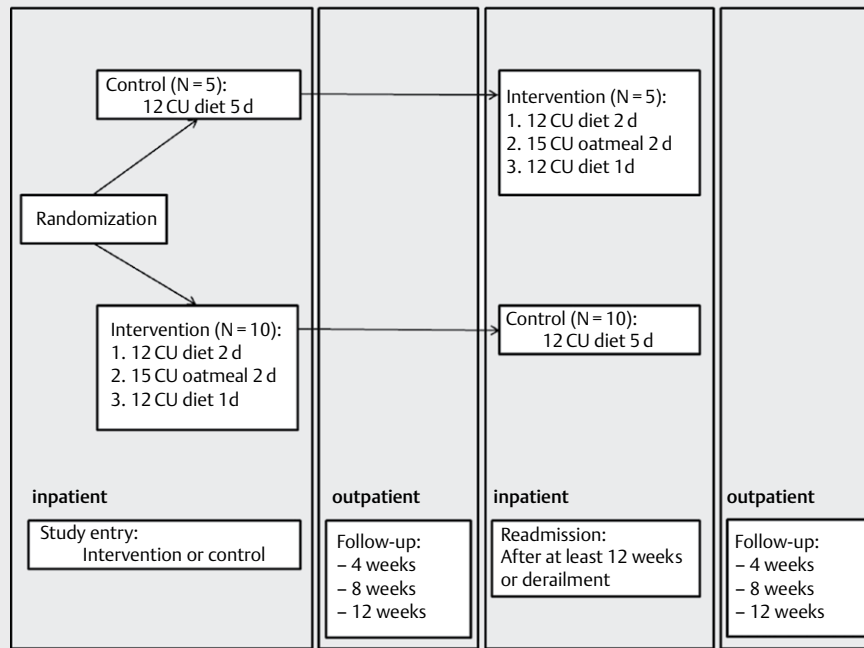 Control (N = 5):
12 CU diet 5 d
Randomization
Intervention (N = 10):
1. 12 CU diet 2 d
2. 15 CU oatmeal 2 d
3. 12 CU diet 1 d
inpatient
Study entry:
Intervention or control
outpatient
Follow-up:
– 4 weeks
– 8 weeks
– 12 weeks
Intervention (N = 5):
1. 12 CU diet 2 d
2. 15 CU oatmeal 2 d
3. 12 CU diet 1d
Control (N = 10):
12 CU diet 5 d
inpatient
Readmission:
After at least 12 weeks
or derailment
outpatient
Follow-up:
– 4 weeks
– 8 weeks
– 12 weeks